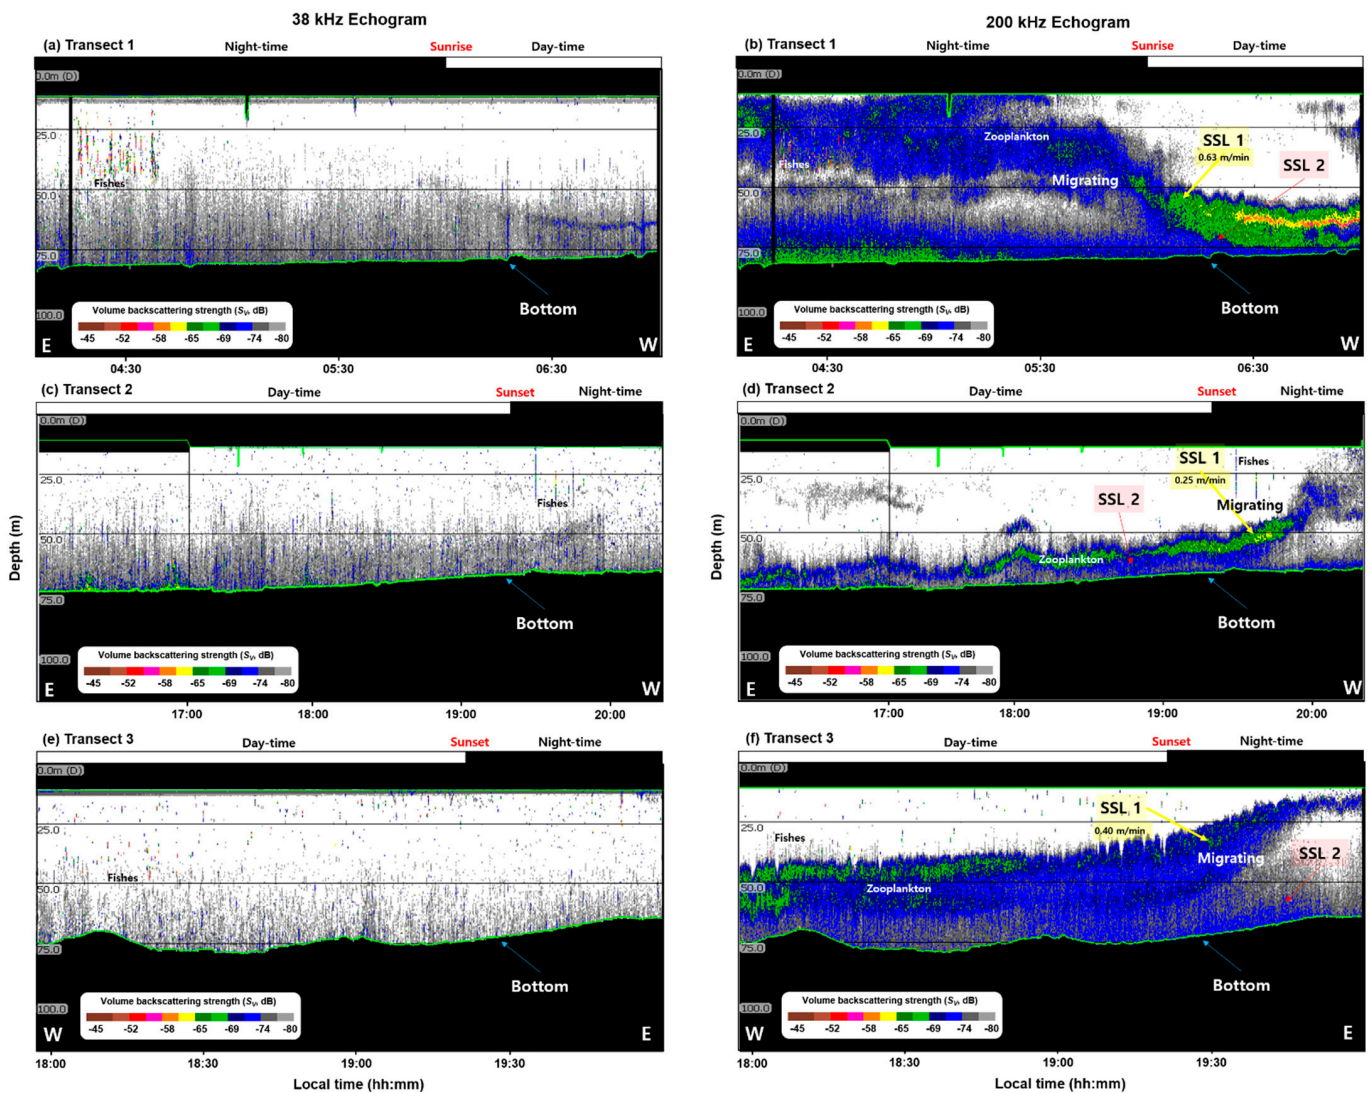 38 kHz Echogram
200 kHz Echogram
(a) Transect 1
Night-time
Sunrise
Day-time
0.0m (D)
25.0
Fishes
50.0
75.0
Bottom
100.0
Volume backscattering strength (Sv, dB)
-45 -52 -58 -65 -69 -74 -80
E
W
04:30 05:30 06:30
(b) Transect 1
Night-time
Sunrise
Day-time
0.0m (D)
25.0
Zooplankton
SSL 1
0.63 m/min
Fishes
SSL 2
Migrating
50.0
75.0
Bottom
100.0
Volume backscattering strength (Sv, dB)
-45 -52 -58 -65 -69 -74 -80
E
W
04:30 05:30 06:30
(c) Transect 2
Day-time
Sunset
Night-time
0.0m (D)
25.0
Fishes
50.0
75.0
Bottom
100.0
Volume backscattering strength (Sv, dB)
-45 -52 -58 -65 -69 -74 -80
E
W
17:00 18:00 19:00 20:00
Depth (m)
(d) Transect 2
Day-time
Sunset
Night-time
0.0m (D)
SSL 1
Fishes
25.0
0.25 m/min
SSL 2
Migrating
50.0
Zooplankton
75.0
Bottom
100.0
Volume backscattering strength (Sv, dB)
-45 -52 -58 -65 -69 -74 -80
E
W
17:00 18:00 19:00 20:00
Depth (m)
(e) Transect 3
Day-time
Sunset
Night-time
0.0m (D)
25.0
Fishes
50.0
75.0
Bottom
100.0
Volume backscattering strength (Sv, dB)
-45 -52 -58 -65 -69 -74 -80
W
E
18:00 18:30 19:00 19:30
Local time (hh:mm)
(f) Transect 3
Day-time
Sunset
Night-time
0.0m (D)
SSL 1
25.0
0.40 m/min
Fishes
Migrating
SSL 2
50.0
Zooplankton
75.0
Bottom
100.0
Volume backscattering strength (Sv, dB)
-45 -52 -58 -65 -69 -74 -80
W
E
18:00 18:30 19:00 19:30
Local time (hh:mm)